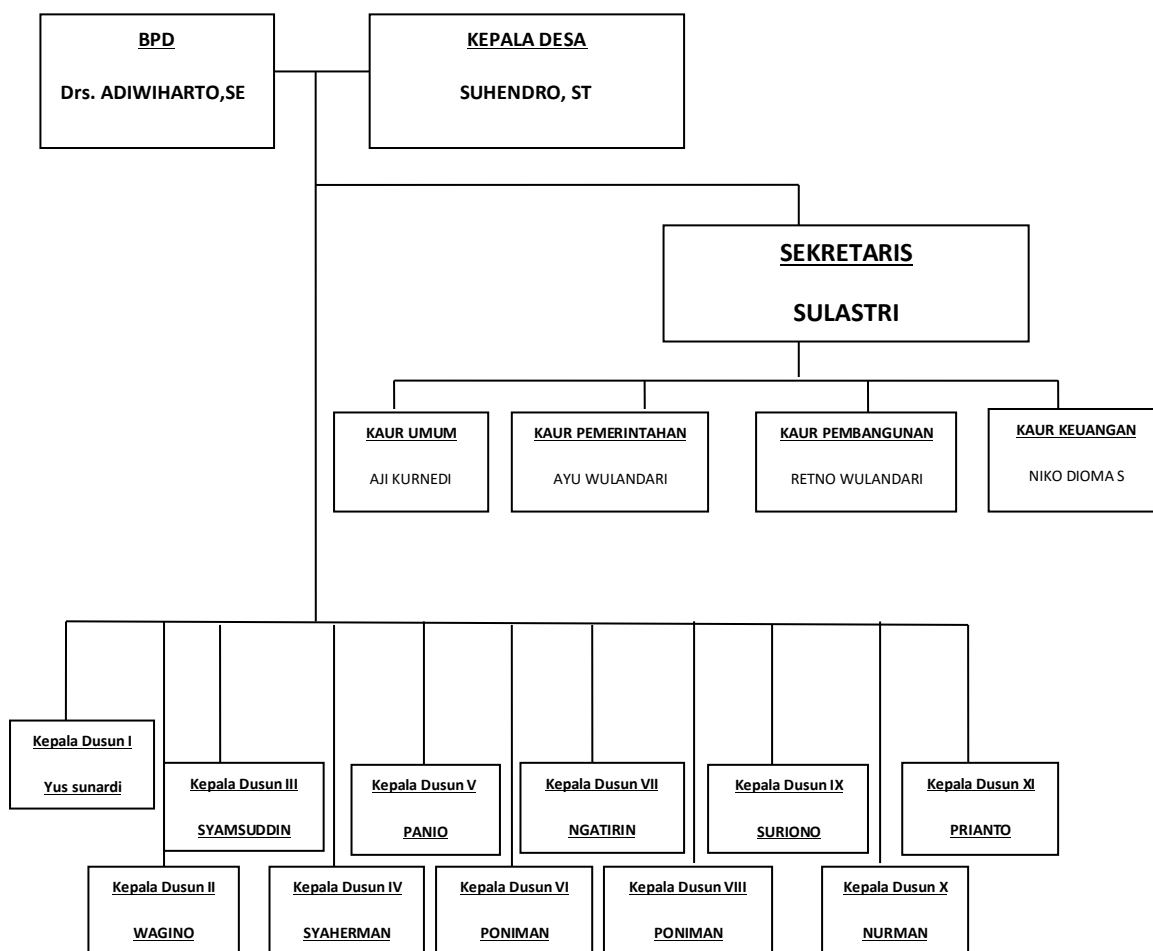 BPD
Drs. ADIWIHARTO,SE
KEPALA DESA
SUHENDRO, ST
SEKRETARIS
SULASTRI
KAUR UMUM
AJI KURNEDI
KAUR PEMERINTAHAN
AYU WULANDARI
KAUR PEMBANGUNAN
RETNO WULANDARI
KAUR KEUANGAN
NIKO DIOMA S
Kepala Dusun I
Yus sunardi
Kepala Dusun III
SYAMSUDDIN
Kepala Dusun V
PANIO
Kepala Dusun VII
NGATIRIN
Kepala Dusun IX
SURIONO
Kepala Dusun XI
PRIANTO
Kepala Dusun II
WAGINO
Kepala Dusun IV
SYAHERMAN
Kepala Dusun VI
PONIMAN
Kepala Dusun VIII
PONIMAN
Kepala Dusun X
NURMAN